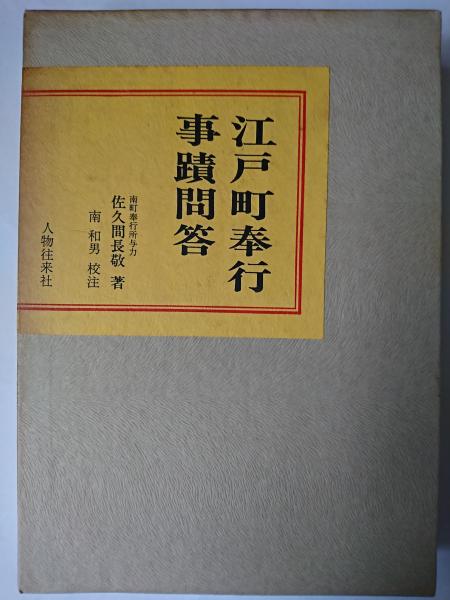 江戸町奉行
事蹟問答
南町奉行所与力
佐久間長敬 著
南 和男 校注
人物往来社